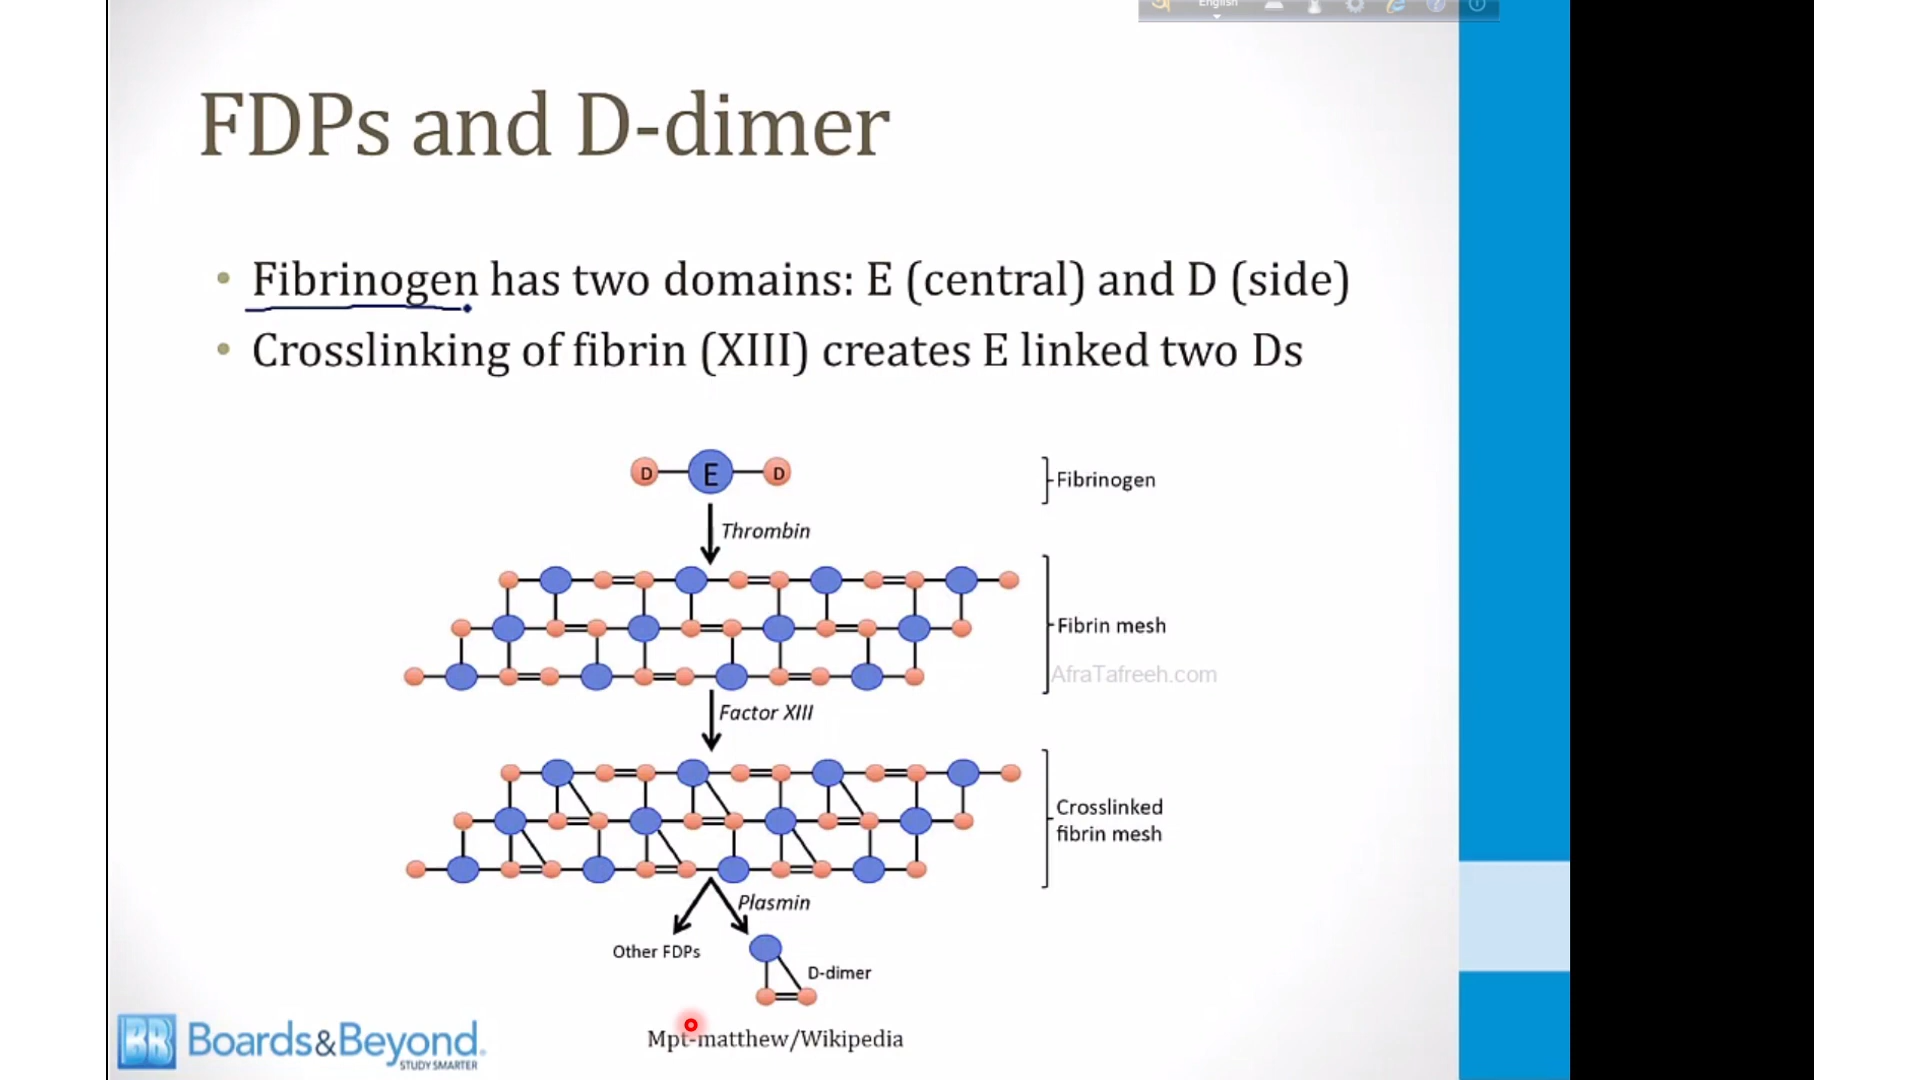 English
FDPs and D-dimer
• Fibrinogen has two domains: E (central) and D (side)
• Crosslinking of fibrin (XIII) creates E linked two Ds
D E D
Fibrinogen
Thrombin
Fibrin mesh
AfraTafreeh.com
Factor XIII
Crosslinked
fibrin mesh
Plasmin
Other FDPs
D-dimer
BB Boards&Beyond.
STUDY SMARTER
Mpt-matthew/Wikipedia